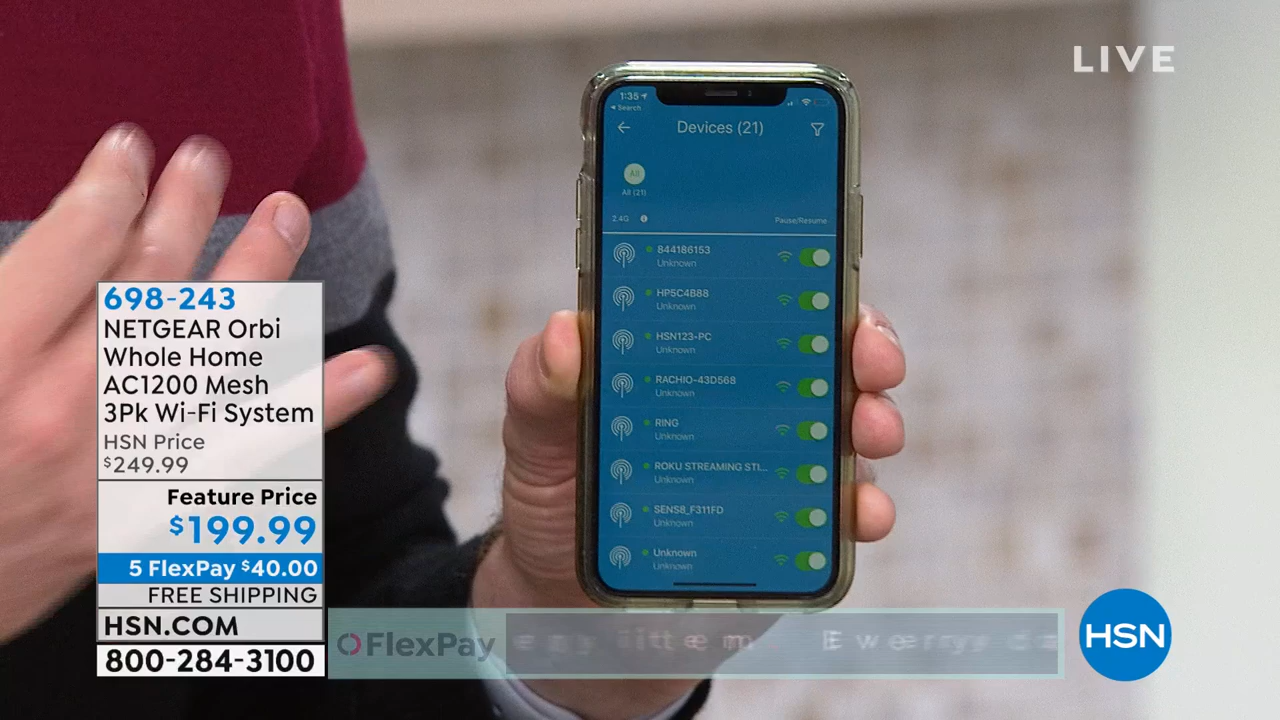 LIVE
1:35
Search
Devices (21)
All
All (21)
2.4G
Pause/Resume
844186153
Unknown
HP5C4B88
Unknown
HSN123-PC
Unknown
RACHIO-43D568
Unknown
RING
Unknown
ROKU STREAMING STI...
Unknown
SENS8_F311FD
Unknown
Unknown
Unknown
698-243
NETGEAR Orbi
Whole Home
AC1200 Mesh
3Pk Wi-Fi System
HSN Price
$249.99
Feature Price
$199.99
5 FlexPay $40.00
FREE SHIPPING
HSN.COM
800-284-3100
FlexPay
HSN